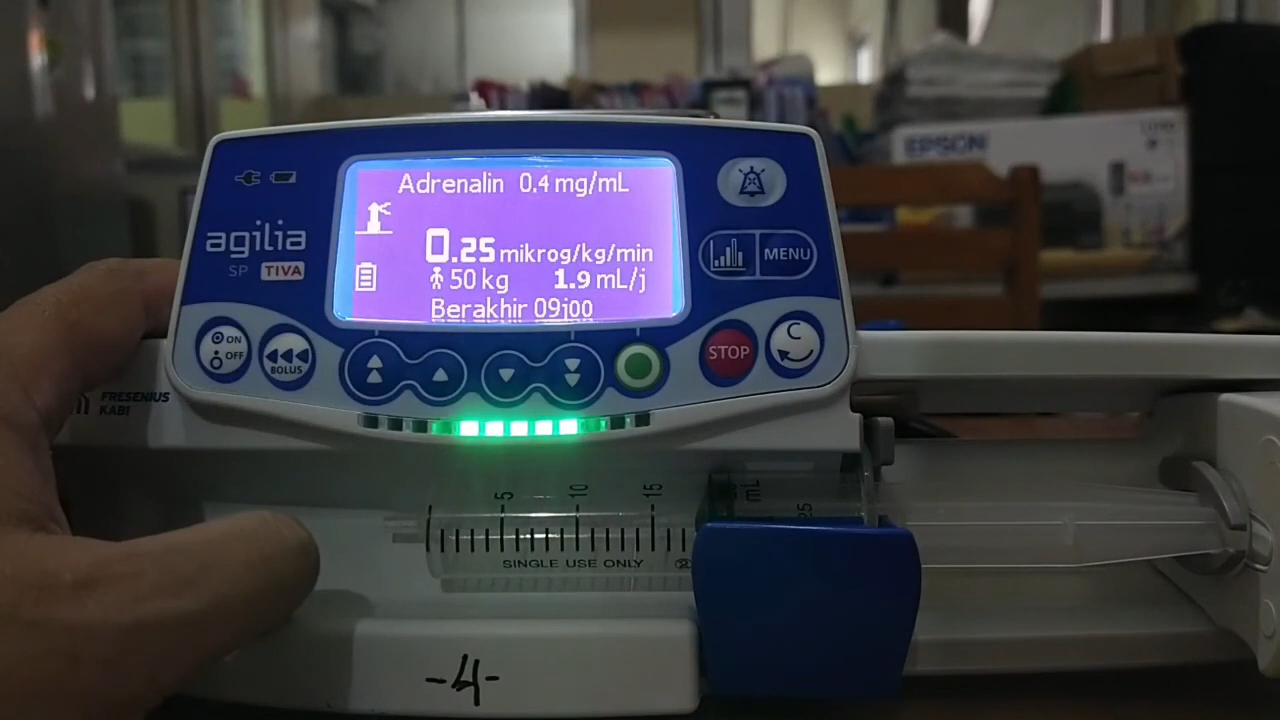 EPSON
Adrenalin 0.4 mg/mL
0.25 mikrog/kg/min
50 kg 1.9 mL/j
Berakhir 09j00
agilia
SP TIVA
MENU
ON
OFF
BOLUS
STOP
C
FRESENIUS
KABI
5 10 15 mL 25
SINGLE USE ONLY
-4-